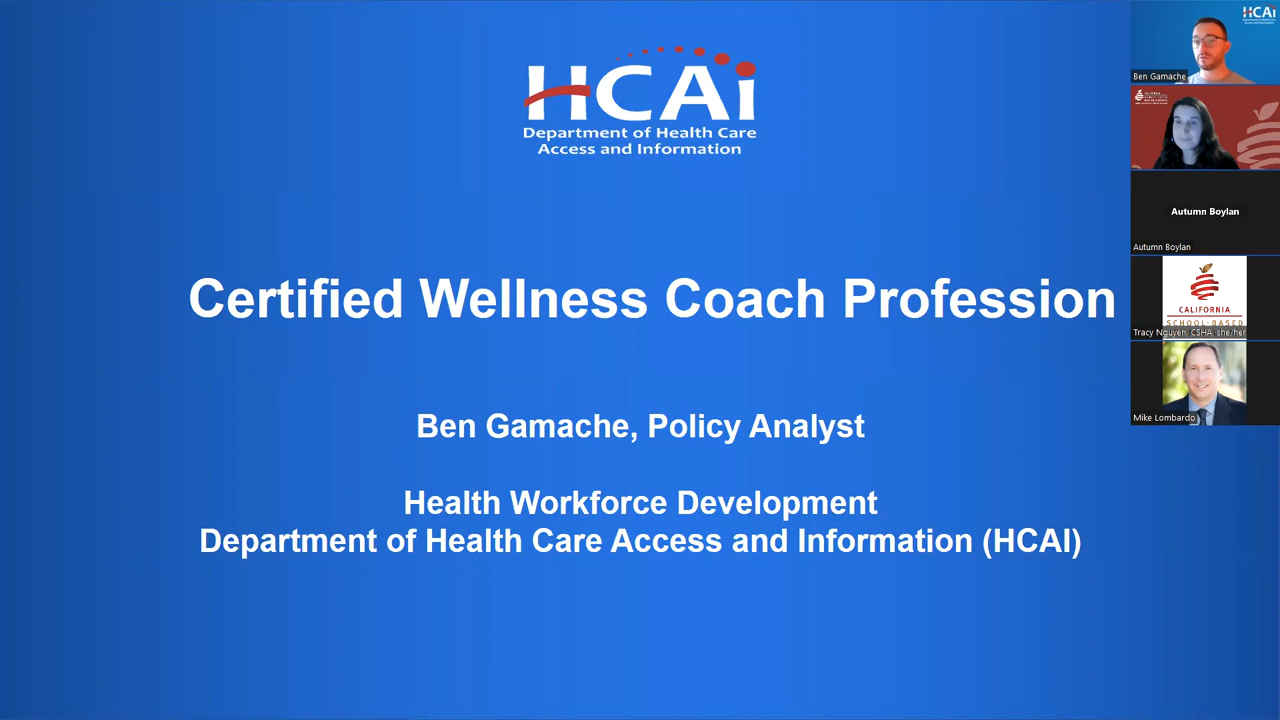 HCAi
Department of Health Care
Access and Information
Certified Wellness Coach Profession
Ben Gamache, Policy Analyst
Health Workforce Development
Department of Health Care Access and Information (HCAI)
HCAi
Ben Gamache
Autumn Boylan
Autumn Boylan
CALIFORNIA
SCHOOL-BASED
Tracy Nguyen CSHA she/her
Mike Lombardo